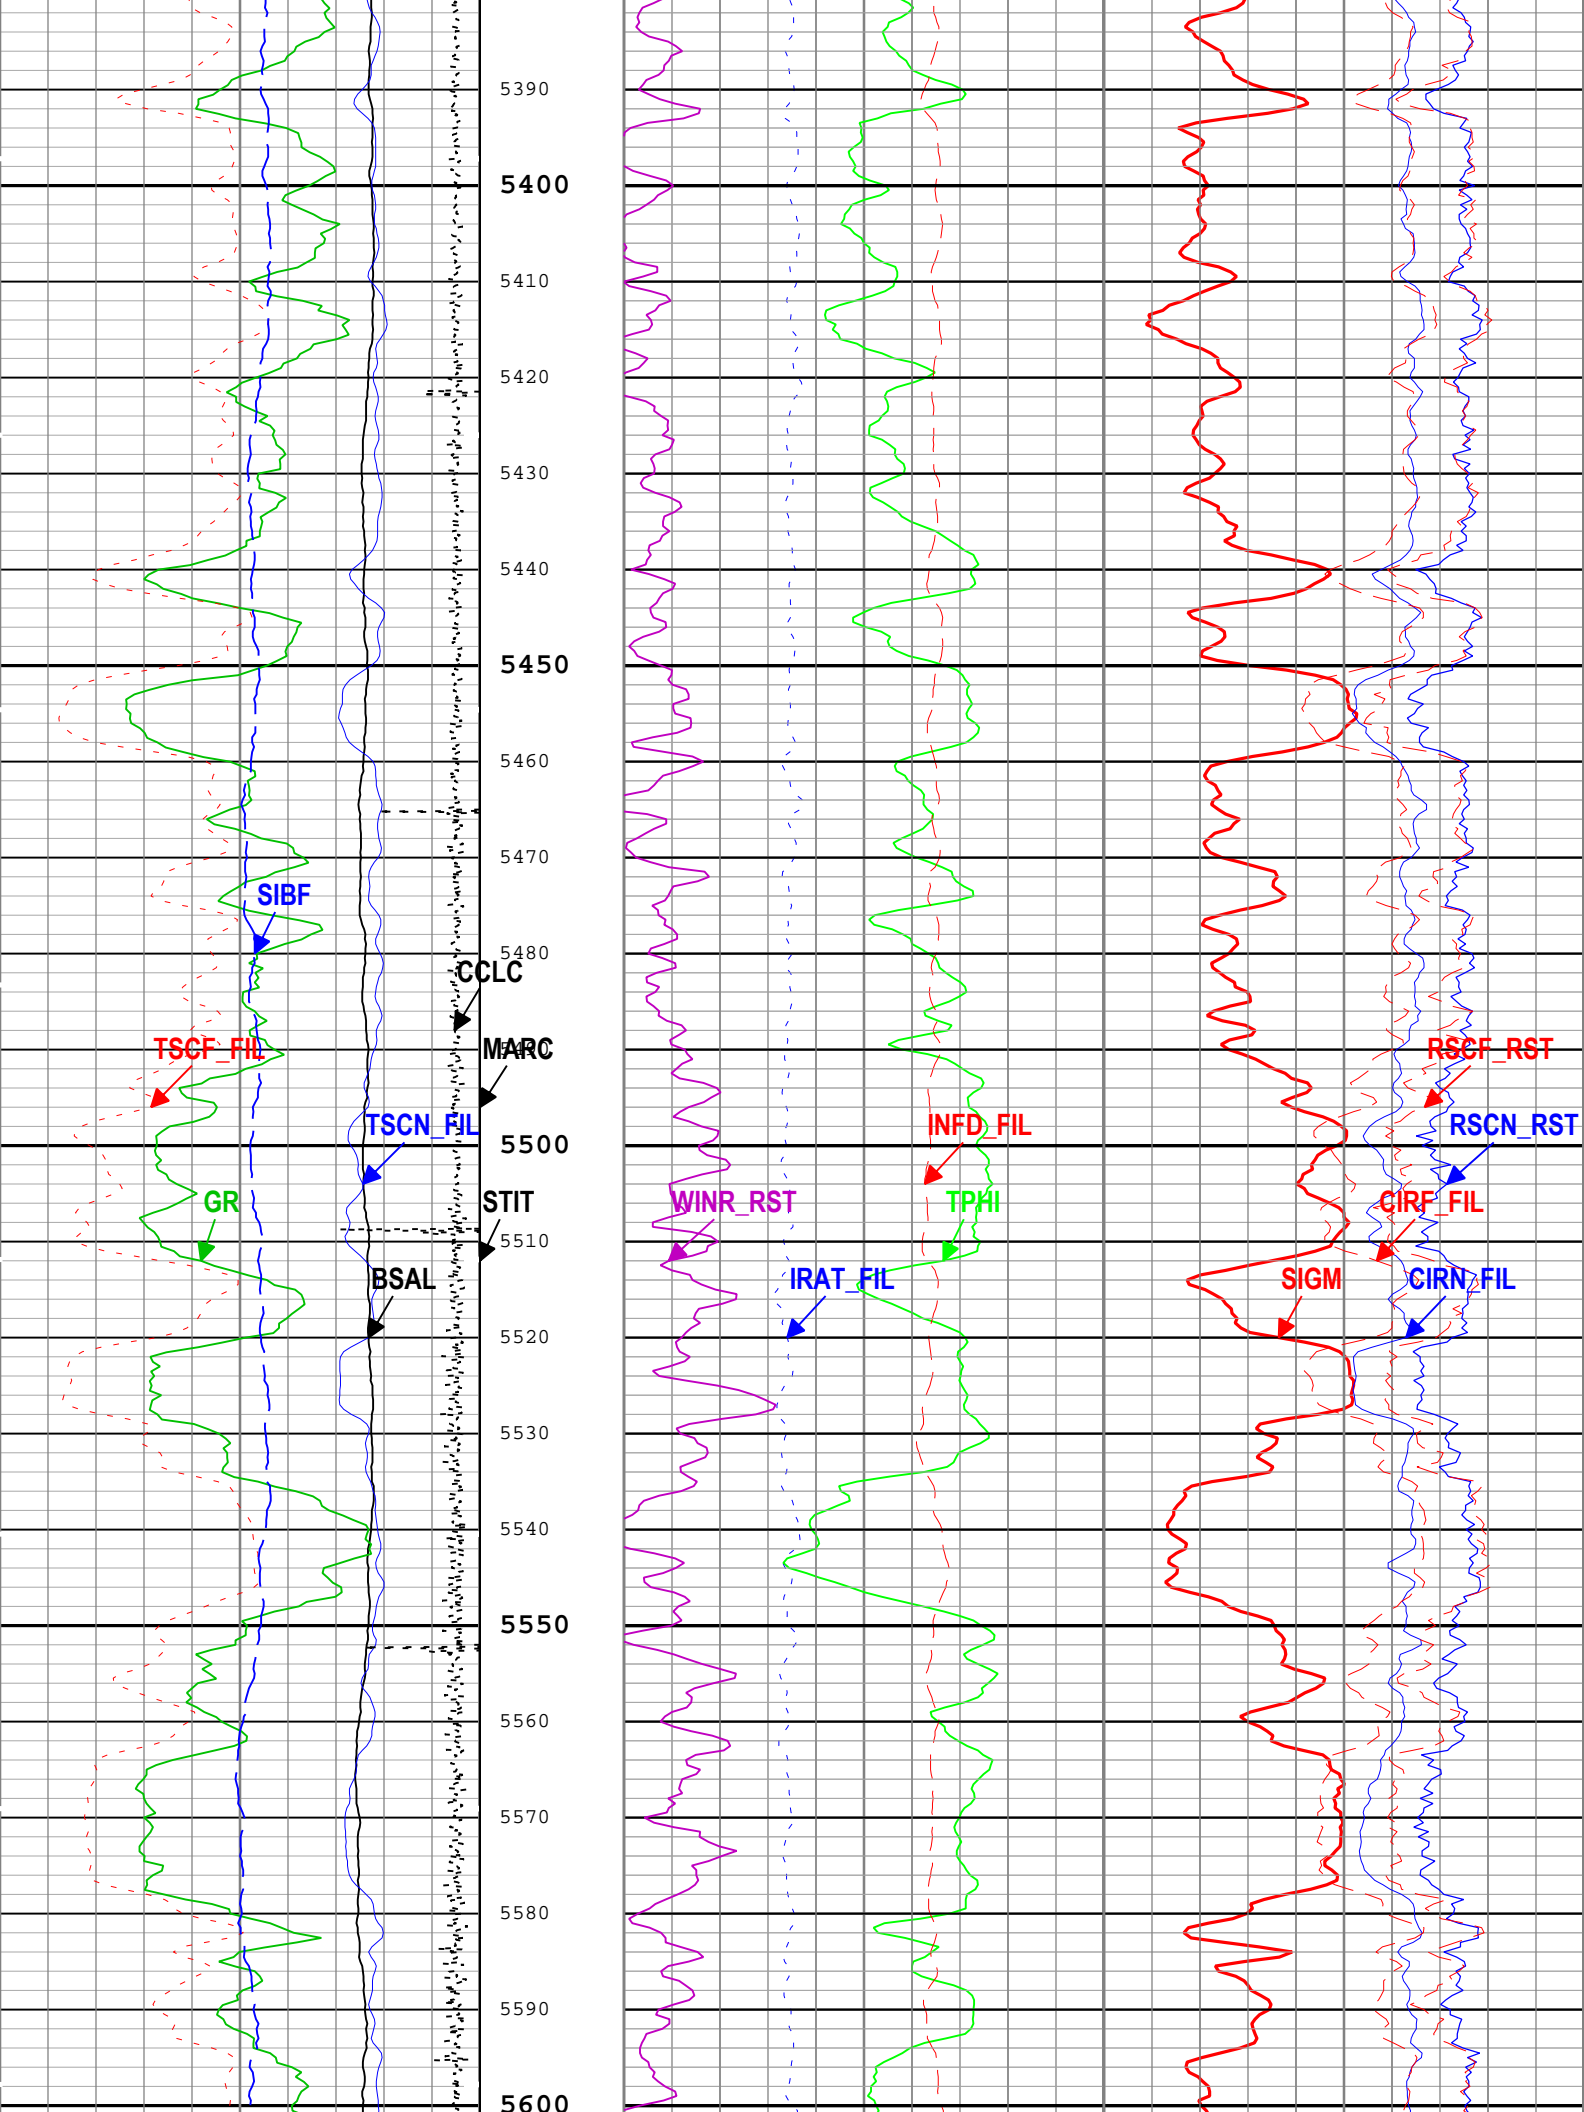 5390
5400
5410
5420
5430
5440
5450
5460
5470
SIBF
5480
CCLC
TSCF_FIL
5490
MARC
RSCF_RST
TSCN_FIL
5500
INFD_FIL
RSCN_RST
GR
STIT
WINR_RST
TPHI
CIRF_FIL
5510
BSAL
IRAT_FIL
SIGM
CIRN_FIL
5520
5530
5540
5550
5560
5570
5580
5590
5600